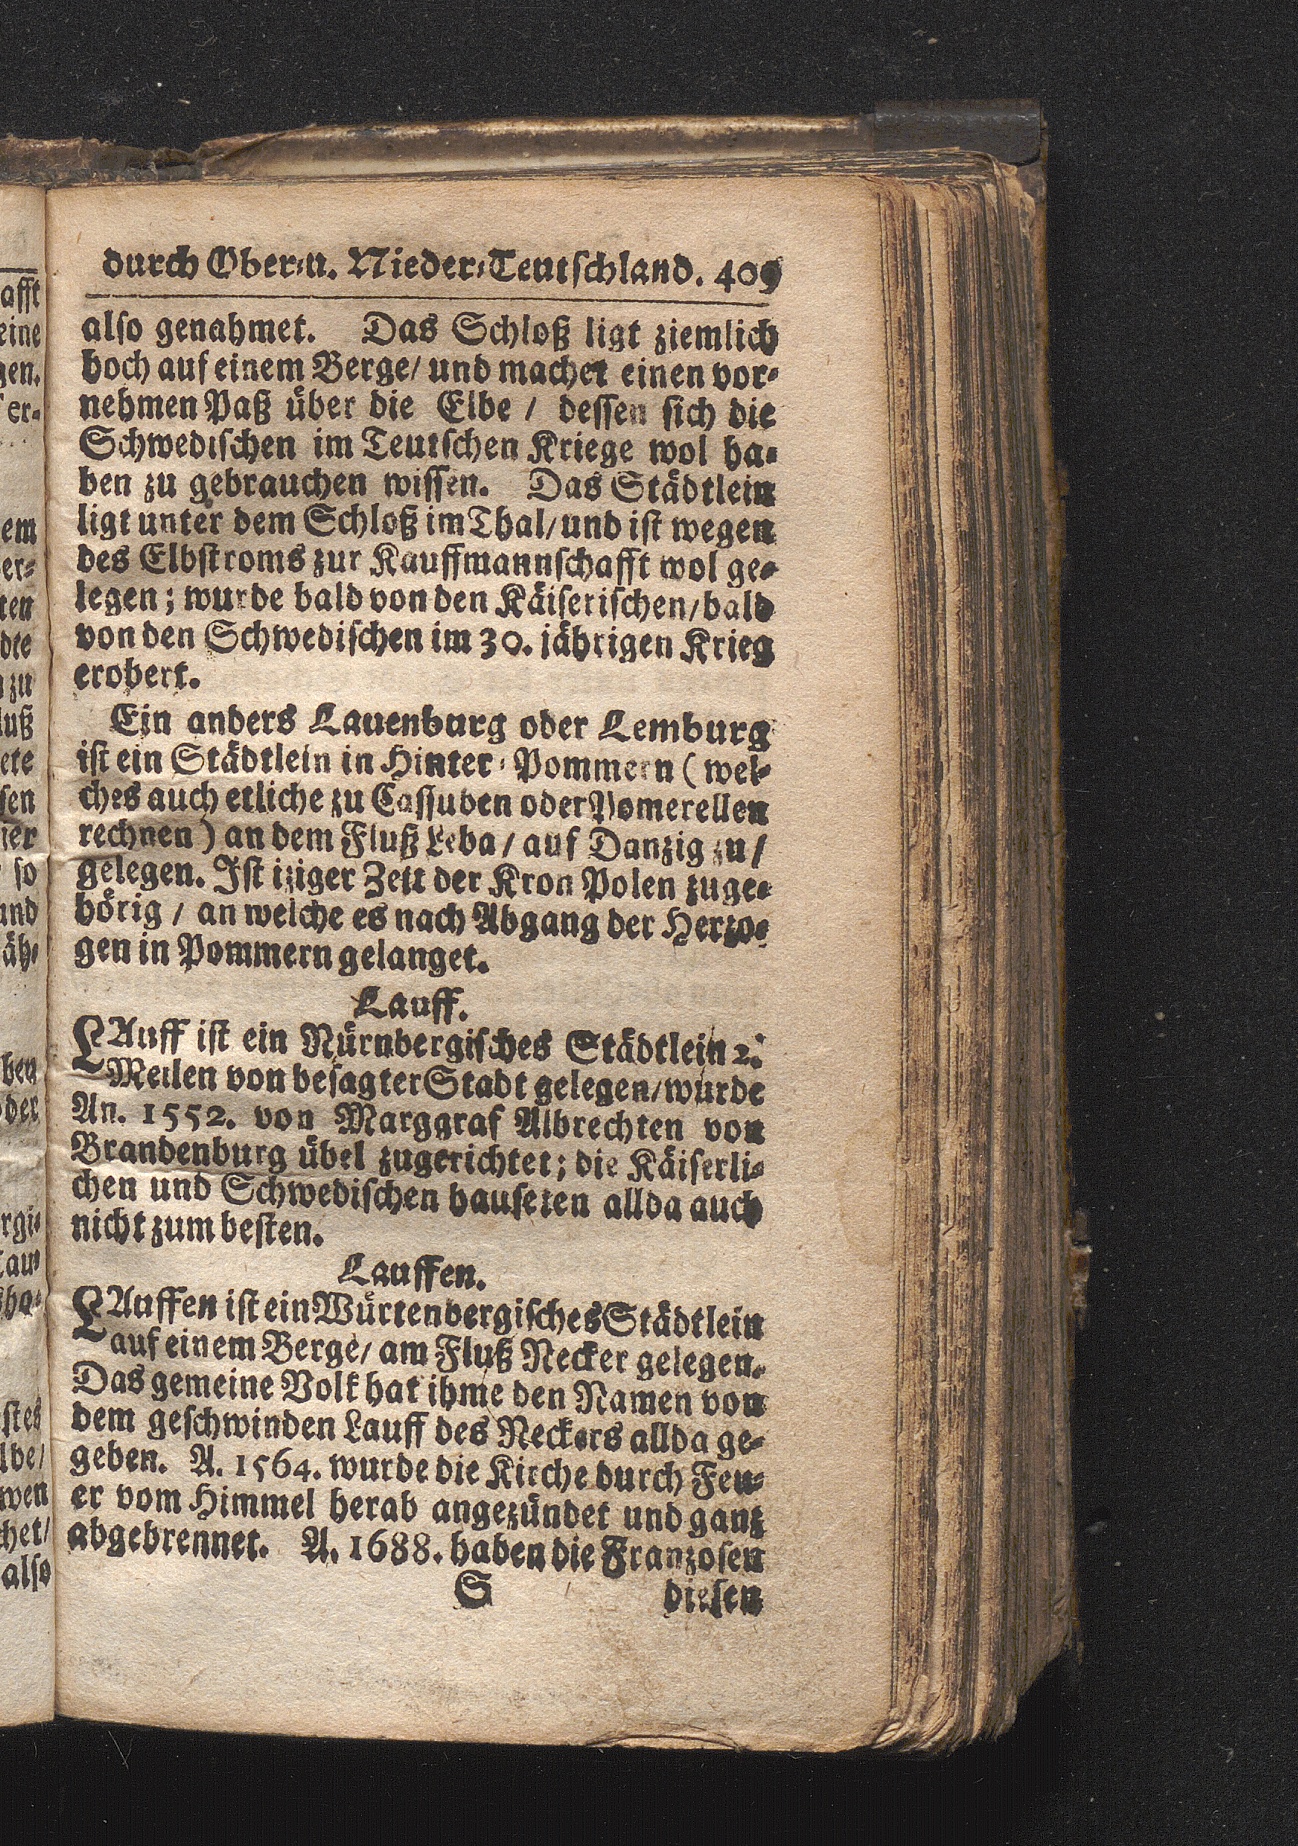 durch Ober-u. Nieder-Teutschland. 409
also genahmet. Das Schloß ligt ziemlich
hoch auf einem Berge/ und machet einen vor-
nehmen Paß über die Elbe / dessen sich die
Schwedischen im Teutschen Kriege wol ha-
ben zu gebrauchen wissen. Das Städtlein
ligt unter dem Schloß im Thal/ und ist wegen
des Elbstroms zur Kauffmannschafft wol ge-
legen; wurde bald von den Käiserischen/ bald
von den Schwedischen im 30. jährigen Krieg
erobert.
Ein anders Lauenburg oder Lemburg
ist ein Städtlein in Hinter-Pommern ( wel-
ches auch etliche zu Cassuben oder Pomerellen
rechnen ) an dem Fluß Leba / auf Danzig zu /
gelegen. Ist itziger Zeit der Kron Polen zuge-
hörig / an welche es nach Abgang der Herzo-
gen in Pommern gelanget.
Lauff.
LAuff ist ein Nürnbergisches Städtlein 2.
Meilen von besagter Stadt gelegen/ wurde
An. 1552. von Marggraf Albrechten von
Brandenburg übel zugerichtet; die Käiserli-
chen und Schwedischen hauseten allda auch
nicht zum besten.
Lauffen.
LAuffen ist ein Würtenbergisches Städtlein
auf einem Berge/ am Fluß Necker gelegen.
Das gemeine Volk hat ihme den Namen von
dem geschwinden Lauff des Neckers allda ge-
geben. A. 1564. wurde die Kirche durch Feu-
er vom Himmel herab angezündet und gantz
abgebrennet. A. 1688. haben die Franzosen
S diesen